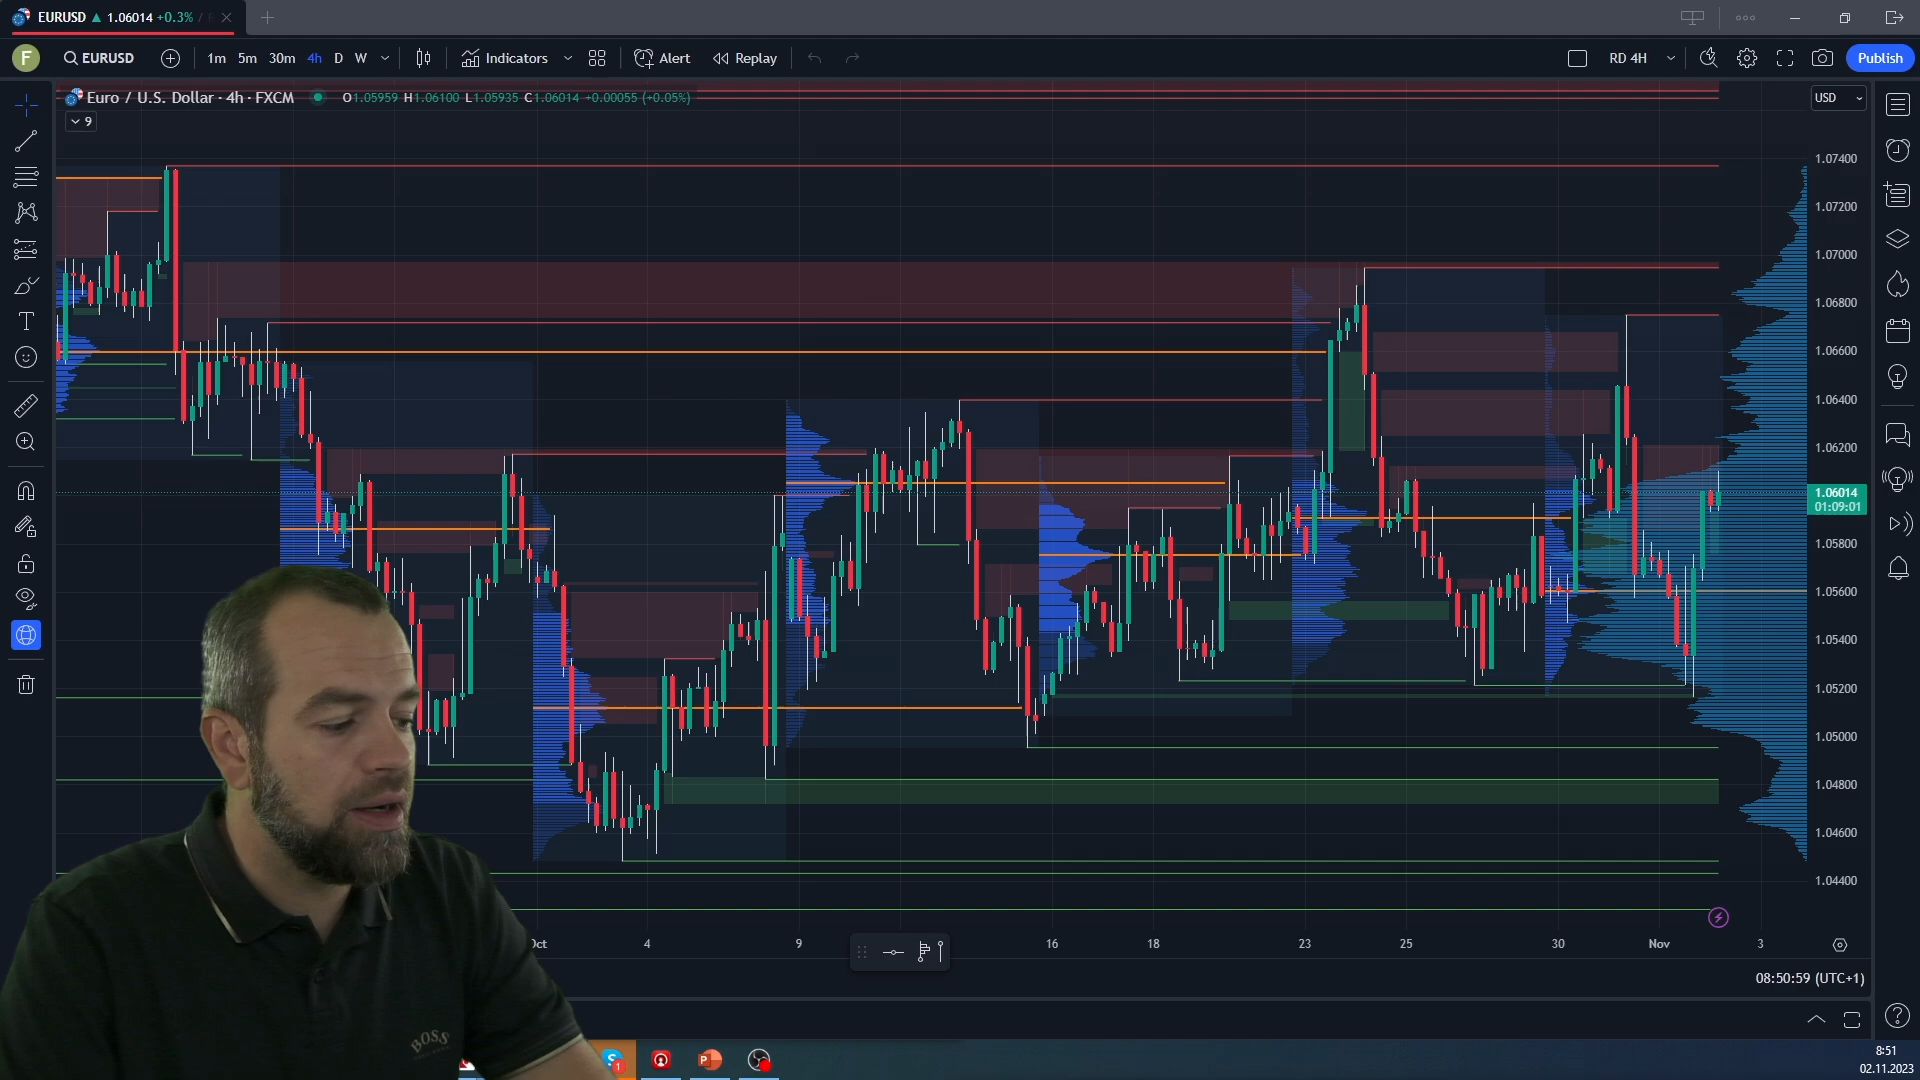 EURUSD ▲ 1.06014 +0.3% /
F
EURUSD 1m 5m 30m 4h D W Indicators Alert Replay RD 4H Publish
Euro / U.S. Dollar · 4h · FXCM O1.05959 H1.06100 L1.05935 C1.06014 +0.00055 (+0.05%)
USD
9
1.07400
1.07200
1.07000
1.06800
1.06600
1.06400
1.06200
1.06014
01:09:01
1.05800
1.05600
1.05400
1.05200
1.05000
1.04800
1.04600
1.04400
Oct 4 9 16 18 23 25 30 Nov 3
08:50:59 (UTC+1)
BOSS
S 1 P
8:51
02.11.2023